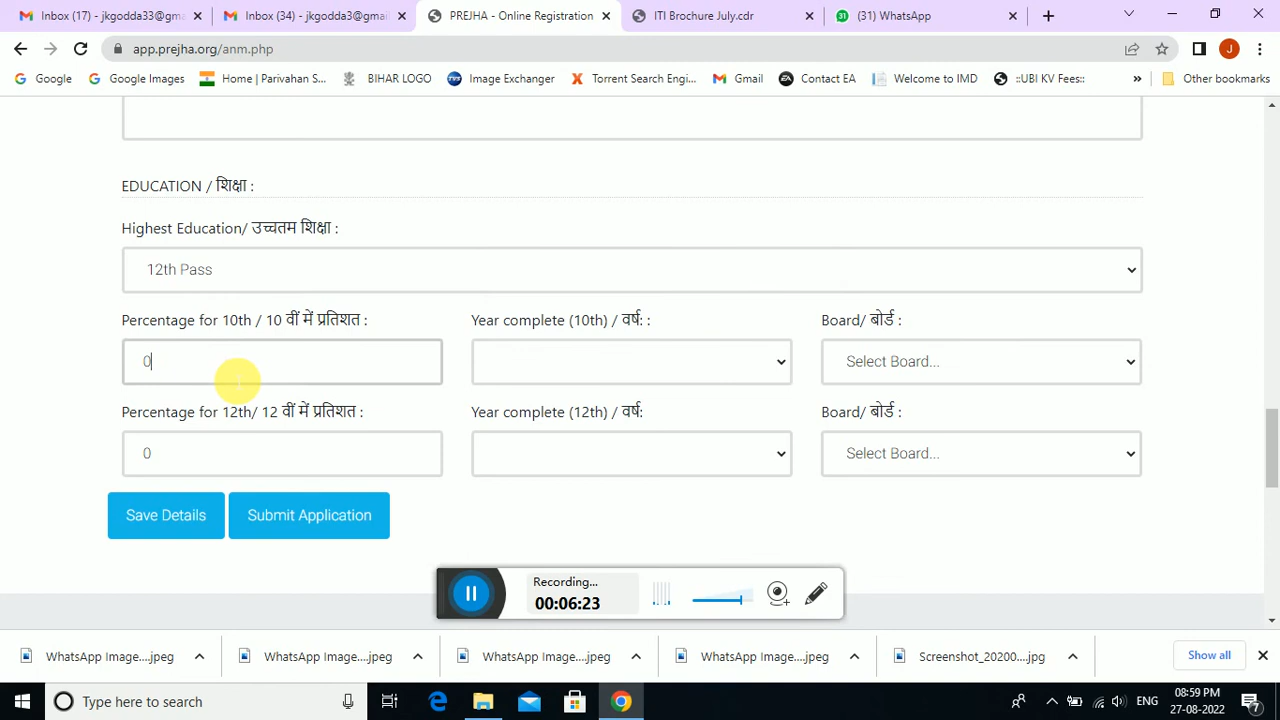 Inbox (17) - jkgodda33@gma
Inbox (34) - jkgodda3@gmail
PREJHA - Online Registration
ITI Brochure July.cdr
(31) WhatsApp
app.prejha.org/anm.php
J
Google
Google Images
Home | Parivahan S...
BIHAR LOGO
Image Exchanger
Torrent Search Engi...
Gmail
Contact EA
Welcome to IMD
::UBI KV Fees::
Other bookmarks
EDUCATION / शिक्षा :
Highest Education/ उच्चतम शिक्षा :
12th Pass
Percentage for 10th / 10 वीं में प्रतिशत :
Year complete (10th) / वर्ष: :
Board/ बोर्ड :
0
Select Board...
Percentage for 12th/ 12 वीं में प्रतिशत :
Year complete (12th) / वर्ष:
Board/ बोर्ड :
0
Select Board...
Save Details
Submit Application
Recording...
00:06:23
WhatsApp Image....jpeg
WhatsApp Image....jpeg
WhatsApp Image....jpeg
WhatsApp Image....jpeg
Screenshot_20200....jpg
Show all
Type here to search
ENG
08:59 PM
27-08-2022
7